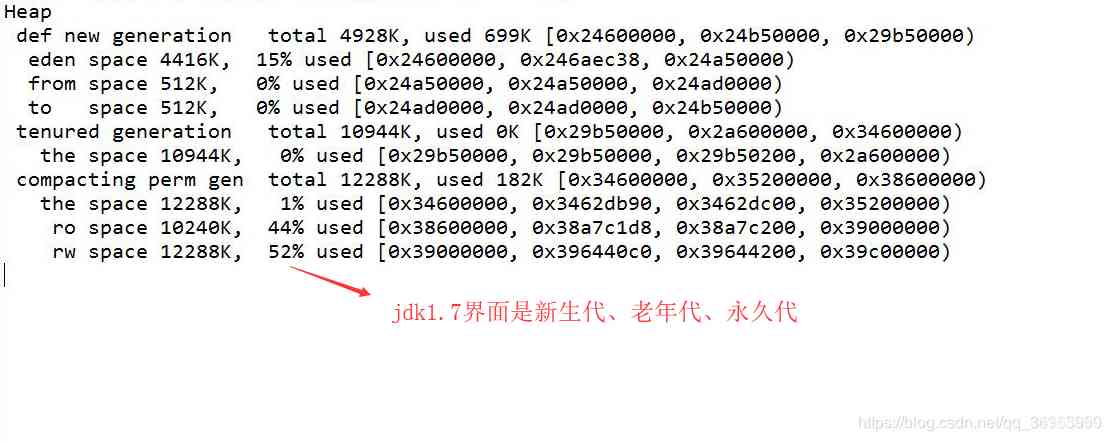 Heap
def new generation   total 4928K, used 699K [0x24600000, 0x24b50000, 0x29b50000)
eden space 4416K,  15% used [0x24600000, 0x246aec38, 0x24a50000)
from space 512K,   0% used [0x24a50000, 0x24a50000, 0x24ad0000)
to   space 512K,   0% used [0x24ad0000, 0x24ad0000, 0x24b50000)
tenured generation   total 10944K, used 0K [0x29b50000, 0x2a600000, 0x34600000)
the space 10944K,   0% used [0x29b50000, 0x29b50000, 0x29b50200, 0x2a600000)
compacting perm gen  total 12288K, used 182K [0x34600000, 0x35200000, 0x38600000)
the space 12288K,   1% used [0x34600000, 0x3462db90, 0x3462dc00, 0x35200000)
ro space 10240K,  44% used [0x38600000, 0x38a7c1d8, 0x38a7c200, 0x39000000)
rw space 12288K,  52% used [0x39000000, 0x396440c0, 0x39644200, 0x39c00000)
jdk1.7界面是新生代、老年代、永久代